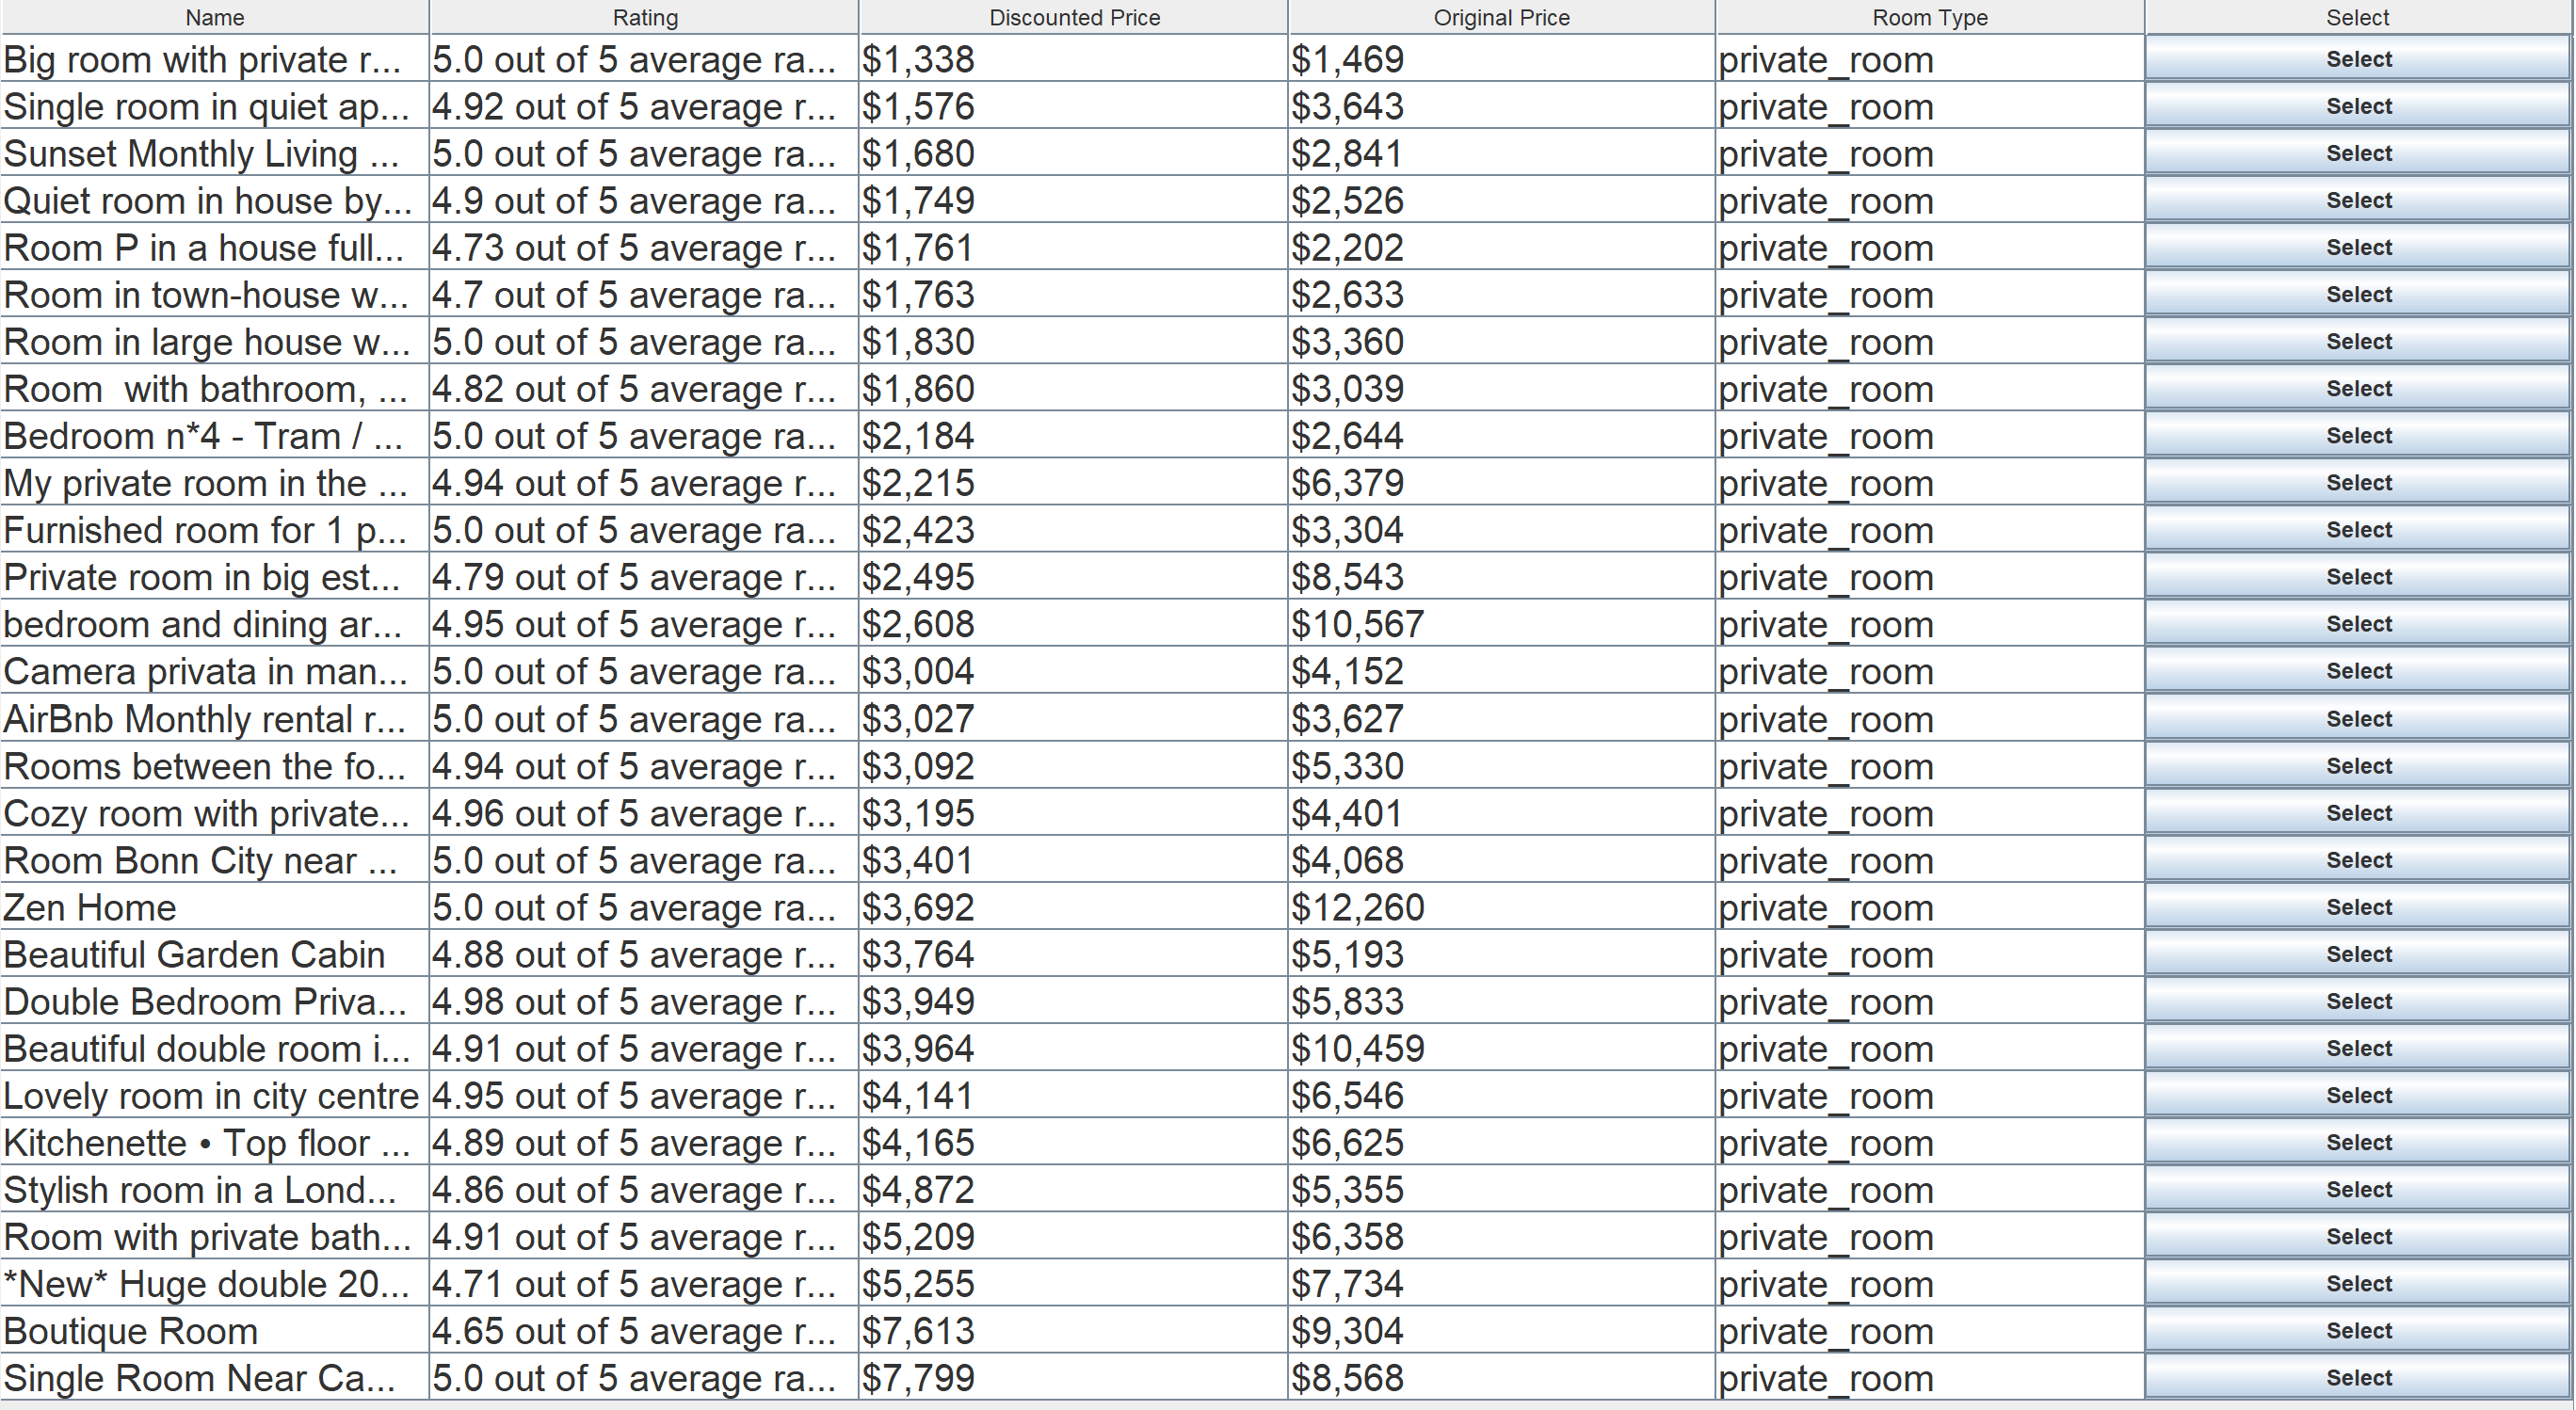 Name Rating Discounted Price Original Price Room Type Select
Big room with private r... 5.0 out of 5 average ra... $1,338 $1,469 private_room Select
Single room in quiet ap... 4.92 out of 5 average r... $1,576 $3,643 private_room Select
Sunset Monthly Living ... 5.0 out of 5 average ra... $1,680 $2,841 private_room Select
Quiet room in house by... 4.9 out of 5 average ra... $1,749 $2,526 private_room Select
Room P in a house full... 4.73 out of 5 average r... $1,761 $2,202 private_room Select
Room in town-house w... 4.7 out of 5 average ra... $1,763 $2,633 private_room Select
Room in large house w... 5.0 out of 5 average ra... $1,830 $3,360 private_room Select
Room  with bathroom, ... 4.82 out of 5 average r... $1,860 $3,039 private_room Select
Bedroom n*4 - Tram / ... 5.0 out of 5 average ra... $2,184 $2,644 private_room Select
My private room in the ... 4.94 out of 5 average r... $2,215 $6,379 private_room Select
Furnished room for 1 p... 5.0 out of 5 average ra... $2,423 $3,304 private_room Select
Private room in big est... 4.79 out of 5 average r... $2,495 $8,543 private_room Select
bedroom and dining ar... 4.95 out of 5 average r... $2,608 $10,567 private_room Select
Camera privata in man... 5.0 out of 5 average ra... $3,004 $4,152 private_room Select
AirBnb Monthly rental r... 5.0 out of 5 average ra... $3,027 $3,627 private_room Select
Rooms between the fo... 4.94 out of 5 average r... $3,092 $5,330 private_room Select
Cozy room with private... 4.96 out of 5 average r... $3,195 $4,401 private_room Select
Room Bonn City near ... 5.0 out of 5 average ra... $3,401 $4,068 private_room Select
Zen Home 5.0 out of 5 average ra... $3,692 $12,260 private_room Select
Beautiful Garden Cabin 4.88 out of 5 average r... $3,764 $5,193 private_room Select
Double Bedroom Priva... 4.98 out of 5 average r... $3,949 $5,833 private_room Select
Beautiful double room i... 4.91 out of 5 average r... $3,964 $10,459 private_room Select
Lovely room in city centre 4.95 out of 5 average r... $4,141 $6,546 private_room Select
Kitchenette • Top floor ... 4.89 out of 5 average r... $4,165 $6,625 private_room Select
Stylish room in a Lond... 4.86 out of 5 average r... $4,872 $5,355 private_room Select
Room with private bath... 4.91 out of 5 average r... $5,209 $6,358 private_room Select
*New* Huge double 20... 4.71 out of 5 average r... $5,255 $7,734 private_room Select
Boutique Room 4.65 out of 5 average r... $7,613 $9,304 private_room Select
Single Room Near Ca... 5.0 out of 5 average ra... $7,799 $8,568 private_room Select